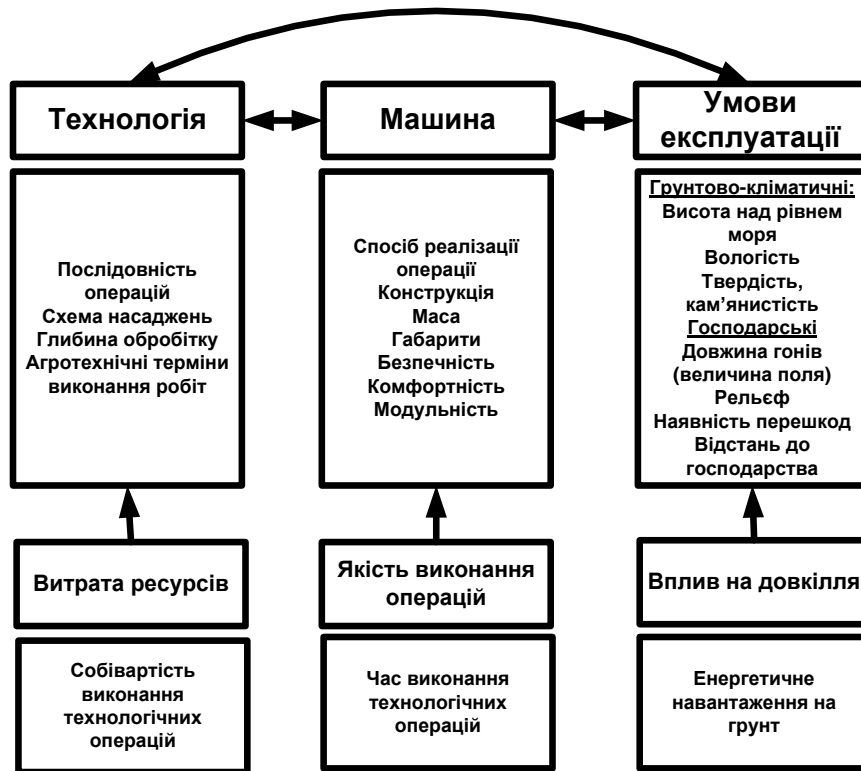 Технологія
Машина
Умови
експлуатації
Послідовність
операцій
Схема насаджень
Глибина обробітку
Агротехнічні терміни
виконання робіт
Спосіб реалізації
операції
Конструкція
Маса
Габарити
Безпечність
Комфортність
Модульність
Грунтово-кліматичні:
Висота над рівнем
моря
Вологість
Твердість,
кам’янистість
Господарські
Довжина гонів
(величина поля)
Рельєф
Наявність перешкод
Відстань до
господарства
Витрата ресурсів
Якість виконання
операцій
Вплив на довкілля
Собівартість
виконання
технологічних
операцій
Час виконання
технологічних
операцій
Енергетичне
навантаження на
грунт